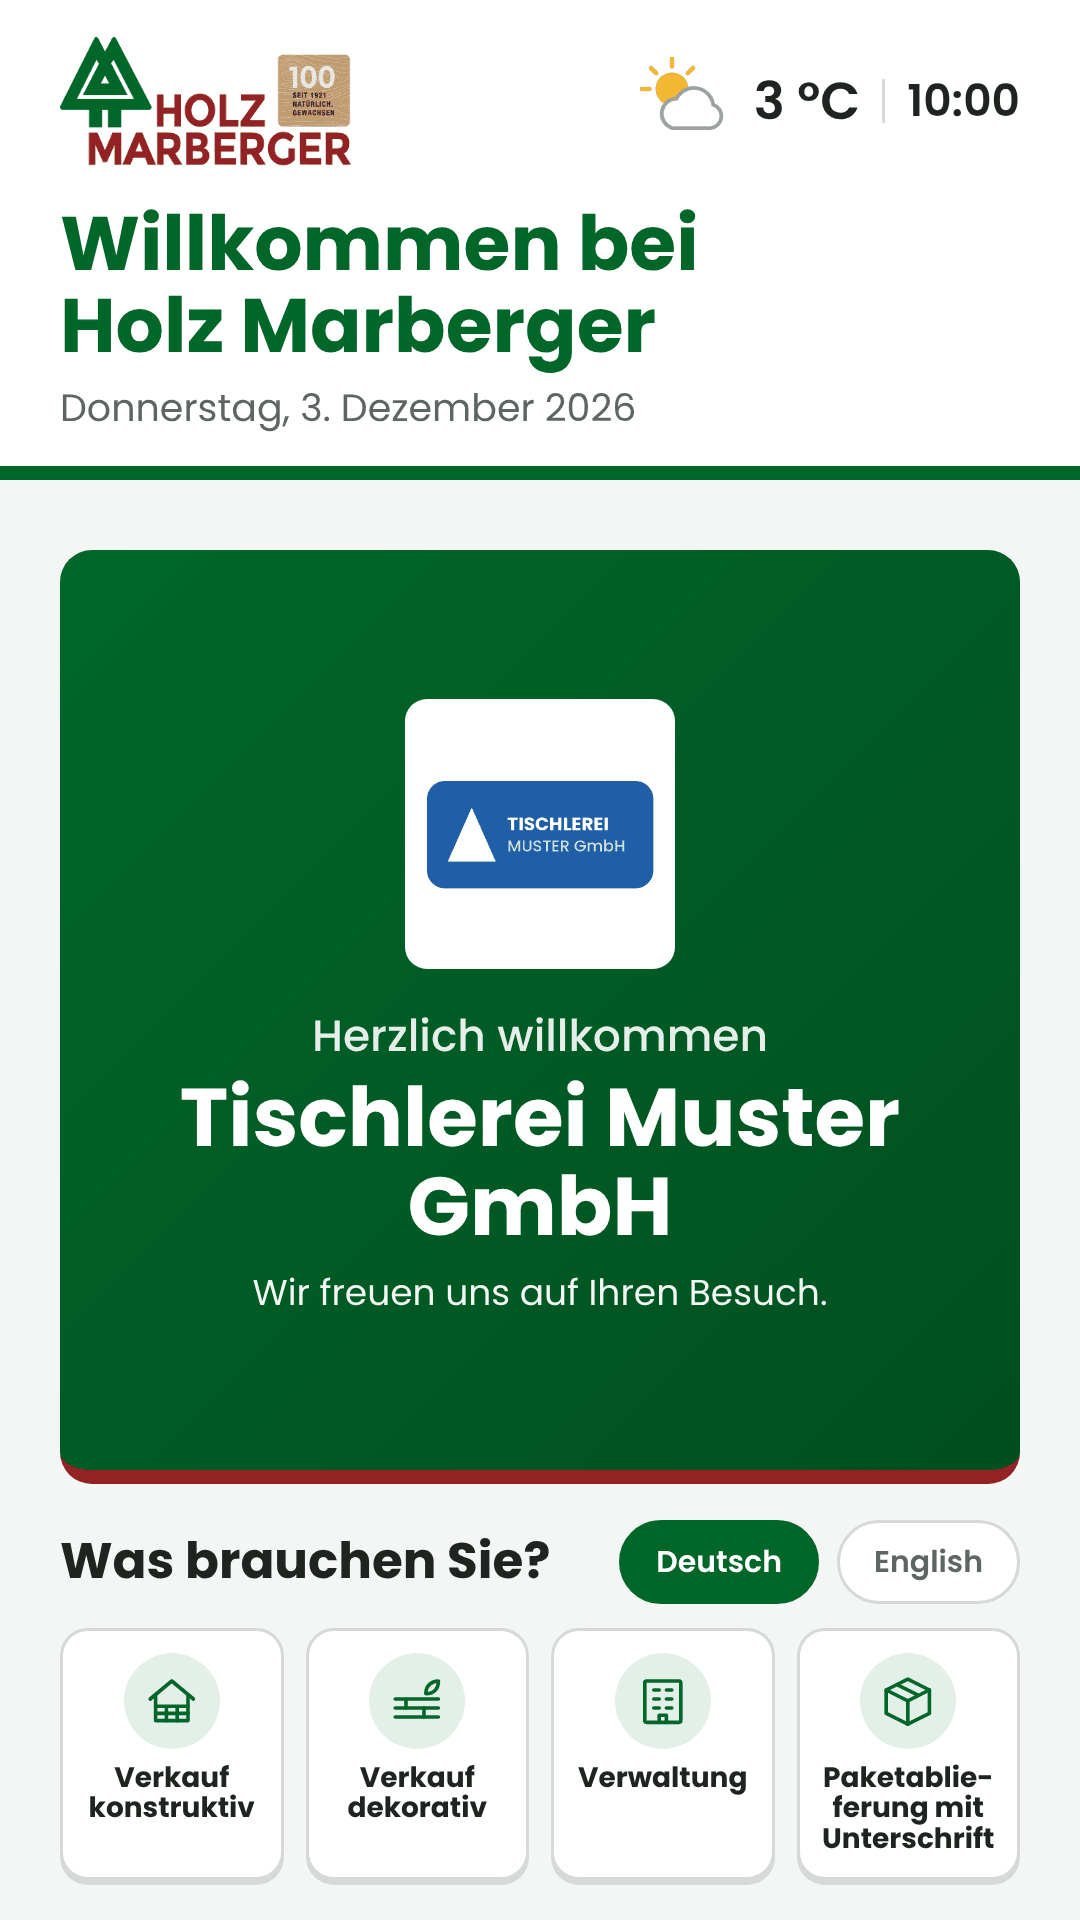 HOLZ
MARBERGER
100
SEIT 1921
NATÜRLICH.
GEWACHSEN
3 °C
10:00
Willkommen bei
Holz Marberger
Donnerstag, 3. Dezember 2026
TISCHLEREI
MUSTER GmbH
Herzlich willkommen
Tischlerei Muster
GmbH
Wir freuen uns auf Ihren Besuch.
Was brauchen Sie?
Deutsch
English
Verkauf
konstruktiv
Verkauf
dekorativ
Verwaltung
Paketablie-
ferung mit
Unterschrift